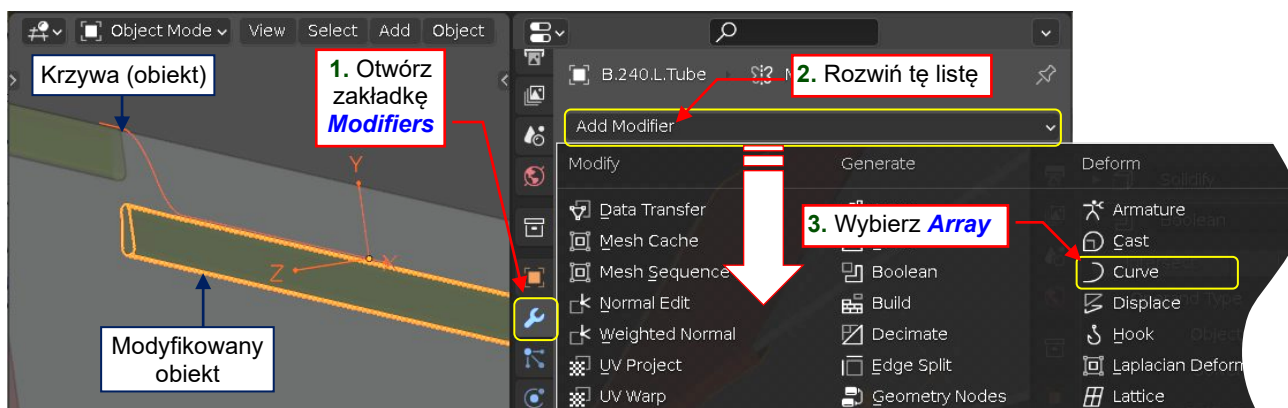 Object Mode View Select Add Object
Krzywa (obiekt)
1. Otwórz
zakładkę
Modifiers
B.240.L.Tube
2. Rozwiń tę listę
Add Modifier
Modify Generate Deform
Data Transfer
3. Wybierz Array
Armature
Mesh Cache
Cast
Mesh Sequence
Boolean
Curve
Normal Edit
Build
Displace
Weighted Normal
Decimate
Hook
UV Project
Edge Split
Laplacian Deform
UV Warp
Geometry Nodes
Lattice
Y
Z
X
Modyfikowany
obiekt
Solidify
Boolean
Object